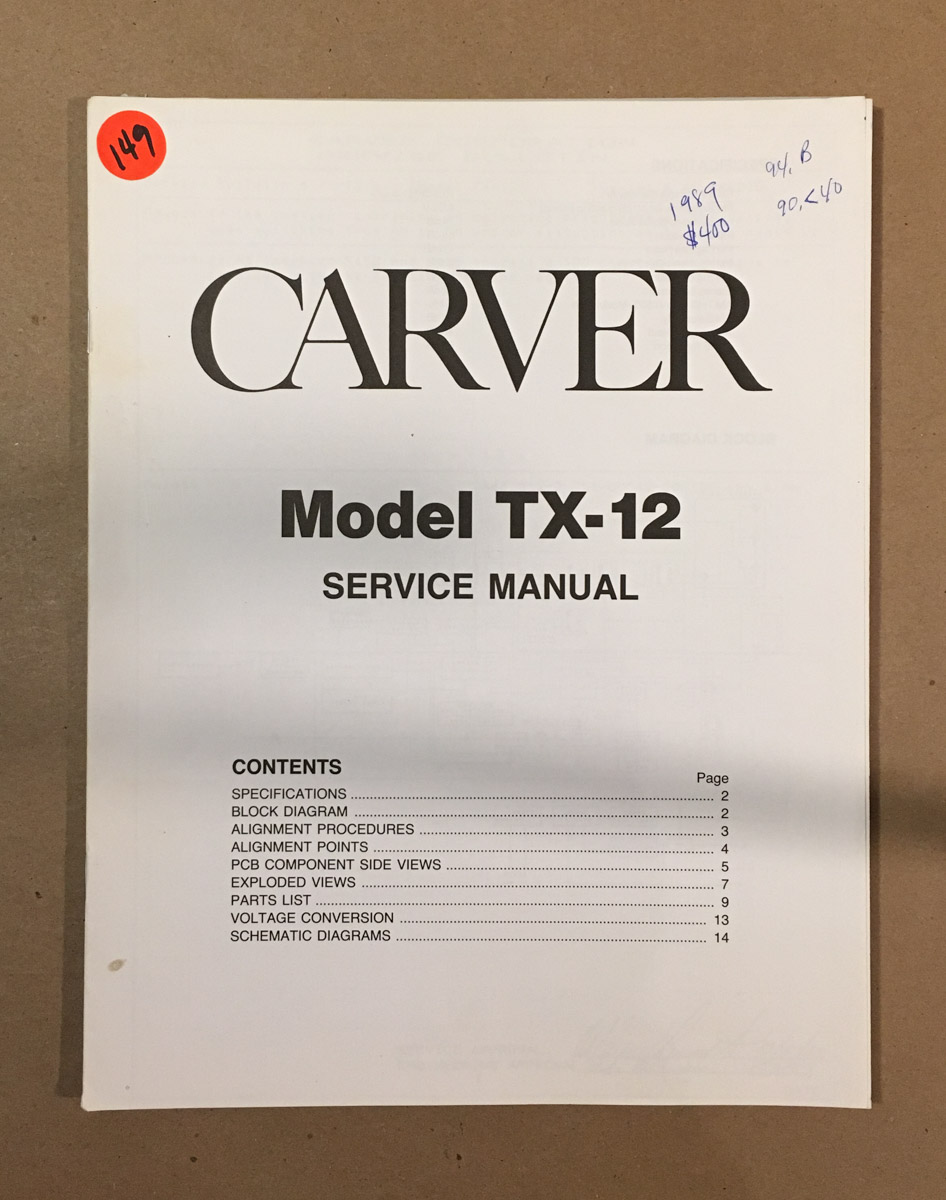 149
94, B
1989
90, <40
$400
CARVER
Model TX-12
SERVICE MANUAL
CONTENTS
Page
SPECIFICATIONS ........ 2
BLOCK DIAGRAM ........ 2
ALIGNMENT PROCEDURES ........ 3
ALIGNMENT POINTS ........ 4
PCB COMPONENT SIDE VIEWS ........ 5
EXPLODED VIEWS ........ 7
PARTS LIST ........ 9
VOLTAGE CONVERSION ........ 13
SCHEMATIC DIAGRAMS ........ 14